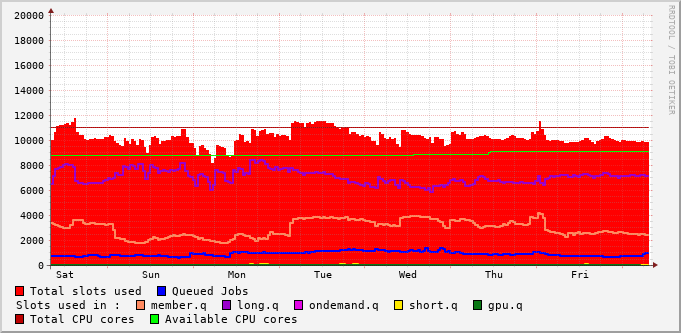 20000
18000
16000
14000
12000
10000
8000
6000
4000
2000
0
Sat Sun Mon Tue Wed Thu Fri
Total slots used Queued Jobs
Slots used in : member.q long.q ondemand.q short.q gpu.q
Total CPU cores Available CPU cores
RRDTOOL / TOBI OETIKER